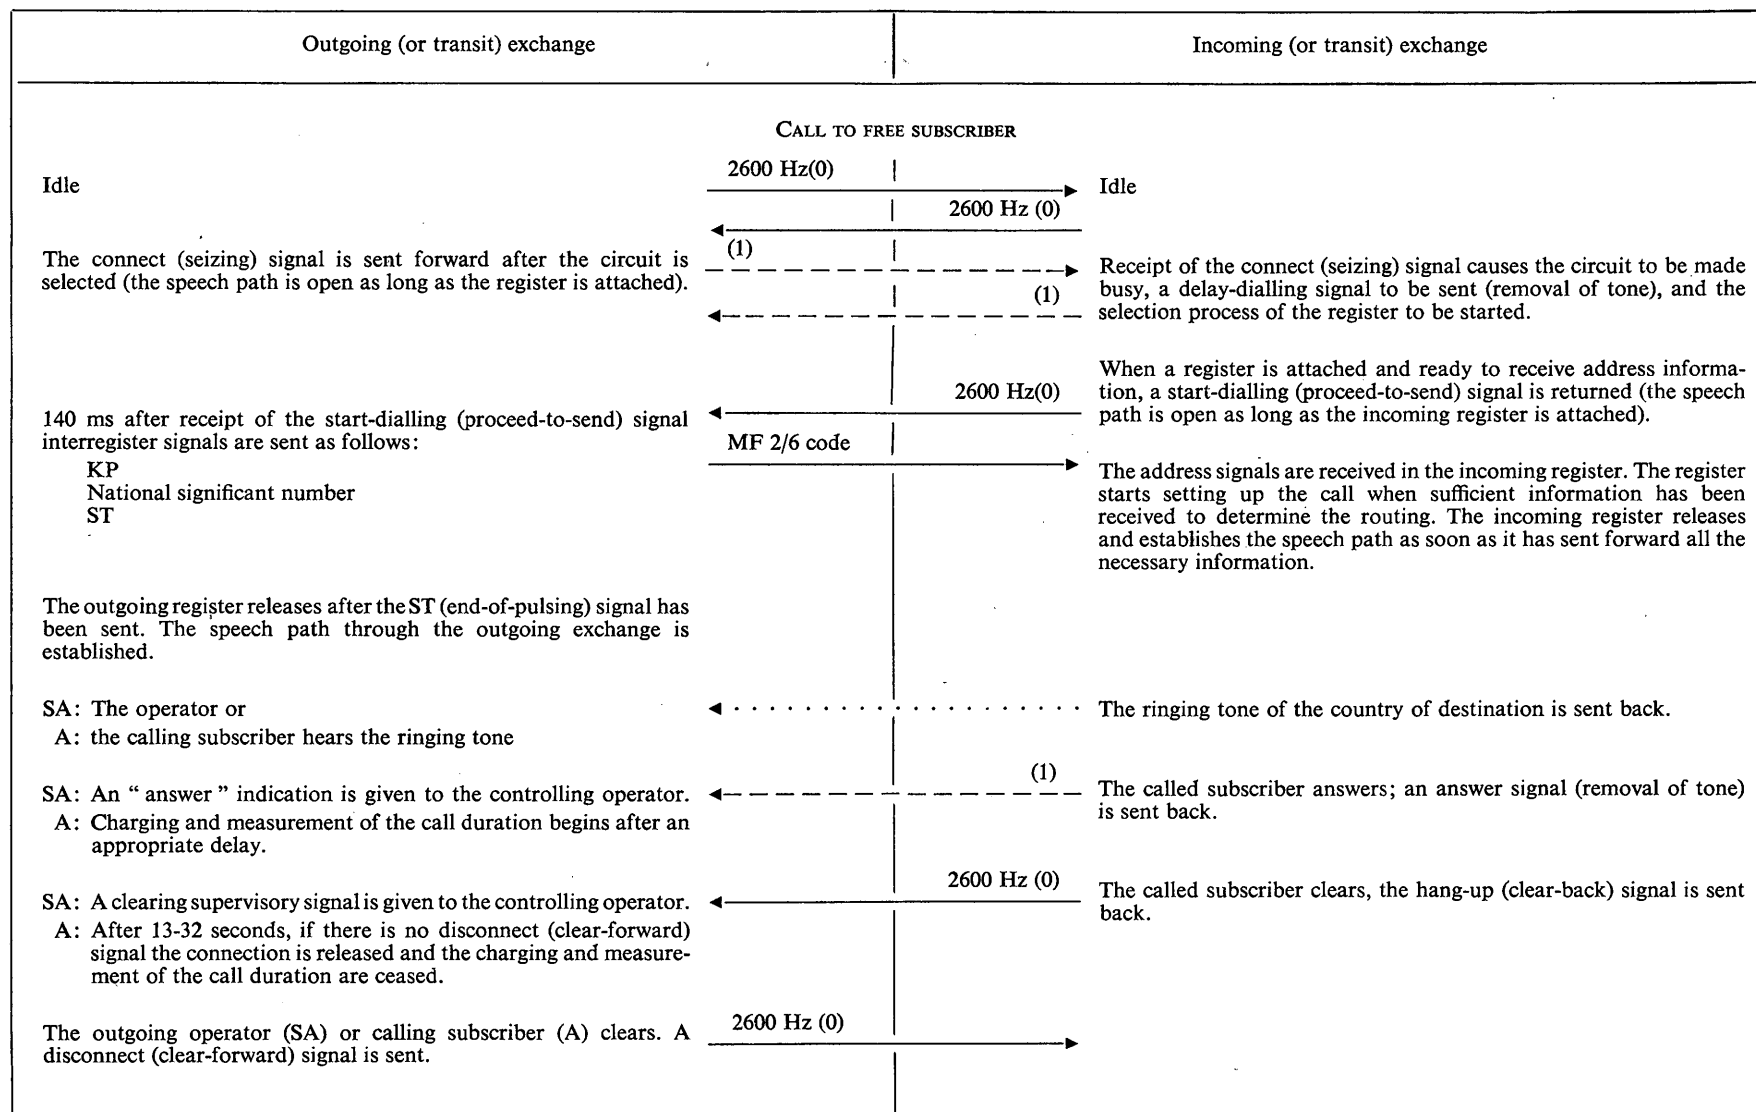 Outgoing (or transit) exchange
Incoming (or transit) exchange
CALL TO FREE SUBSCRIBER
Idle
2600 Hz(0)
Idle
2600 Hz (0)
The connect (seizing) signal is sent forward after the circuit is
selected (the speech path is open as long as the register is attached).
(1)
Receipt of the connect (seizing) signal causes the circuit to be made
busy, a delay-dialling signal to be sent (removal of tone), and the
selection process of the register to be started.
(1)
When a register is attached and ready to receive address informa-
tion, a start-dialling (proceed-to-send) signal is returned (the speech
path is open as long as the incoming register is attached).
2600 Hz(0)
140 ms after receipt of the start-dialling (proceed-to-send) signal
interregister signals are sent as follows:
KP
National significant number
ST
MF 2/6 code
The address signals are received in the incoming register. The register
starts setting up the call when sufficient information has been
received to determine the routing. The incoming register releases
and establishes the speech path as soon as it has sent forward all the
necessary information.
The outgoing register releases after the ST (end-of-pulsing) signal has
been sent. The speech path through the outgoing exchange is
established.
SA: The operator or
A: the calling subscriber hears the ringing tone
The ringing tone of the country of destination is sent back.
SA: An “ answer ” indication is given to the controlling operator.
A: Charging and measurement of the call duration begins after an
appropriate delay.
(1)
The called subscriber answers; an answer signal (removal of tone)
is sent back.
SA: A clearing supervisory signal is given to the controlling operator.
A: After 13-32 seconds, if there is no disconnect (clear-forward)
signal the connection is released and the charging and measure-
ment of the call duration are ceased.
2600 Hz (0)
The called subscriber clears, the hang-up (clear-back) signal is sent
back.
The outgoing operator (SA) or calling subscriber (A) clears. A
disconnect (clear-forward) signal is sent.
2600 Hz (0)